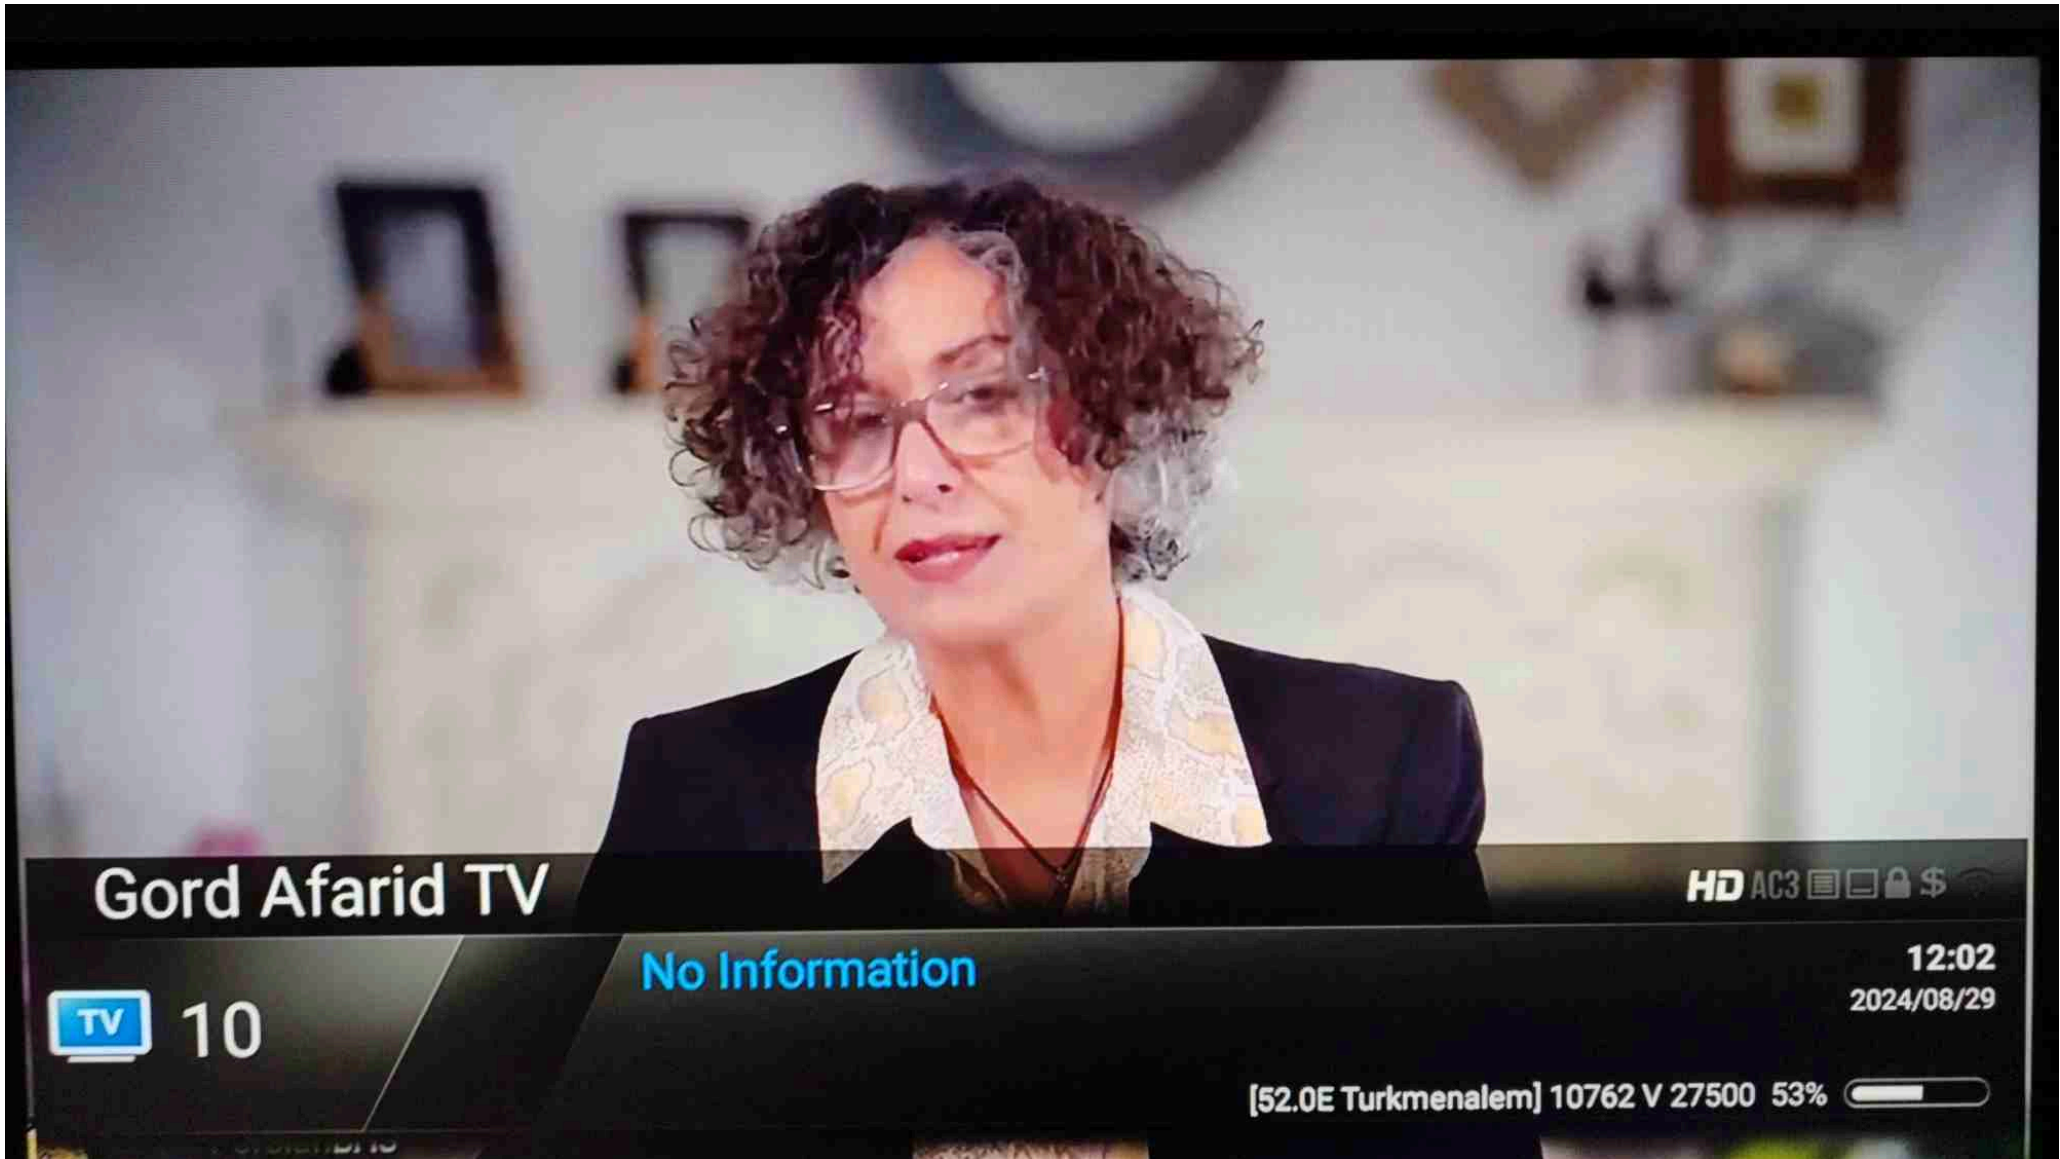 Gord Afarid TV
HD AC3 $
TV 10
No Information
12:02
2024/08/29
[52.0E Turkmenalem] 10762 V 27500 53%